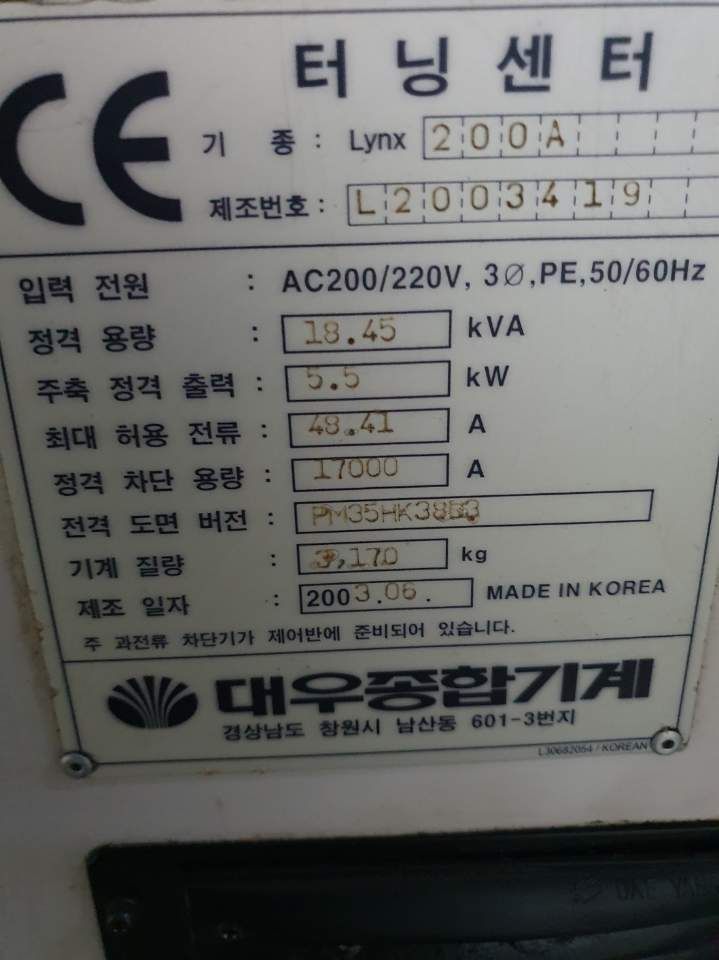 CE
터닝센터
기 종 : Lynx 200A
제조번호 : L2003419
입력 전원 : AC200/220V, 3Ø,PE,50/60Hz
정격 용량 : 18.45 kVA
주축 정격 출력 : 5.5 kW
최대 허용 전류 : 48.41 A
정격 차단 용량 : 17000 A
전격 도면 버전 :
기계 질량 : 3,170 kg
제조 일자 : 2003.06. MADE IN KOREA
주 과전류 차단기가 제어반에 준비되어 있습니다.
대우종합기계
경상남도 창원시 남산동 601-3번지
L30682054 / KOREAN